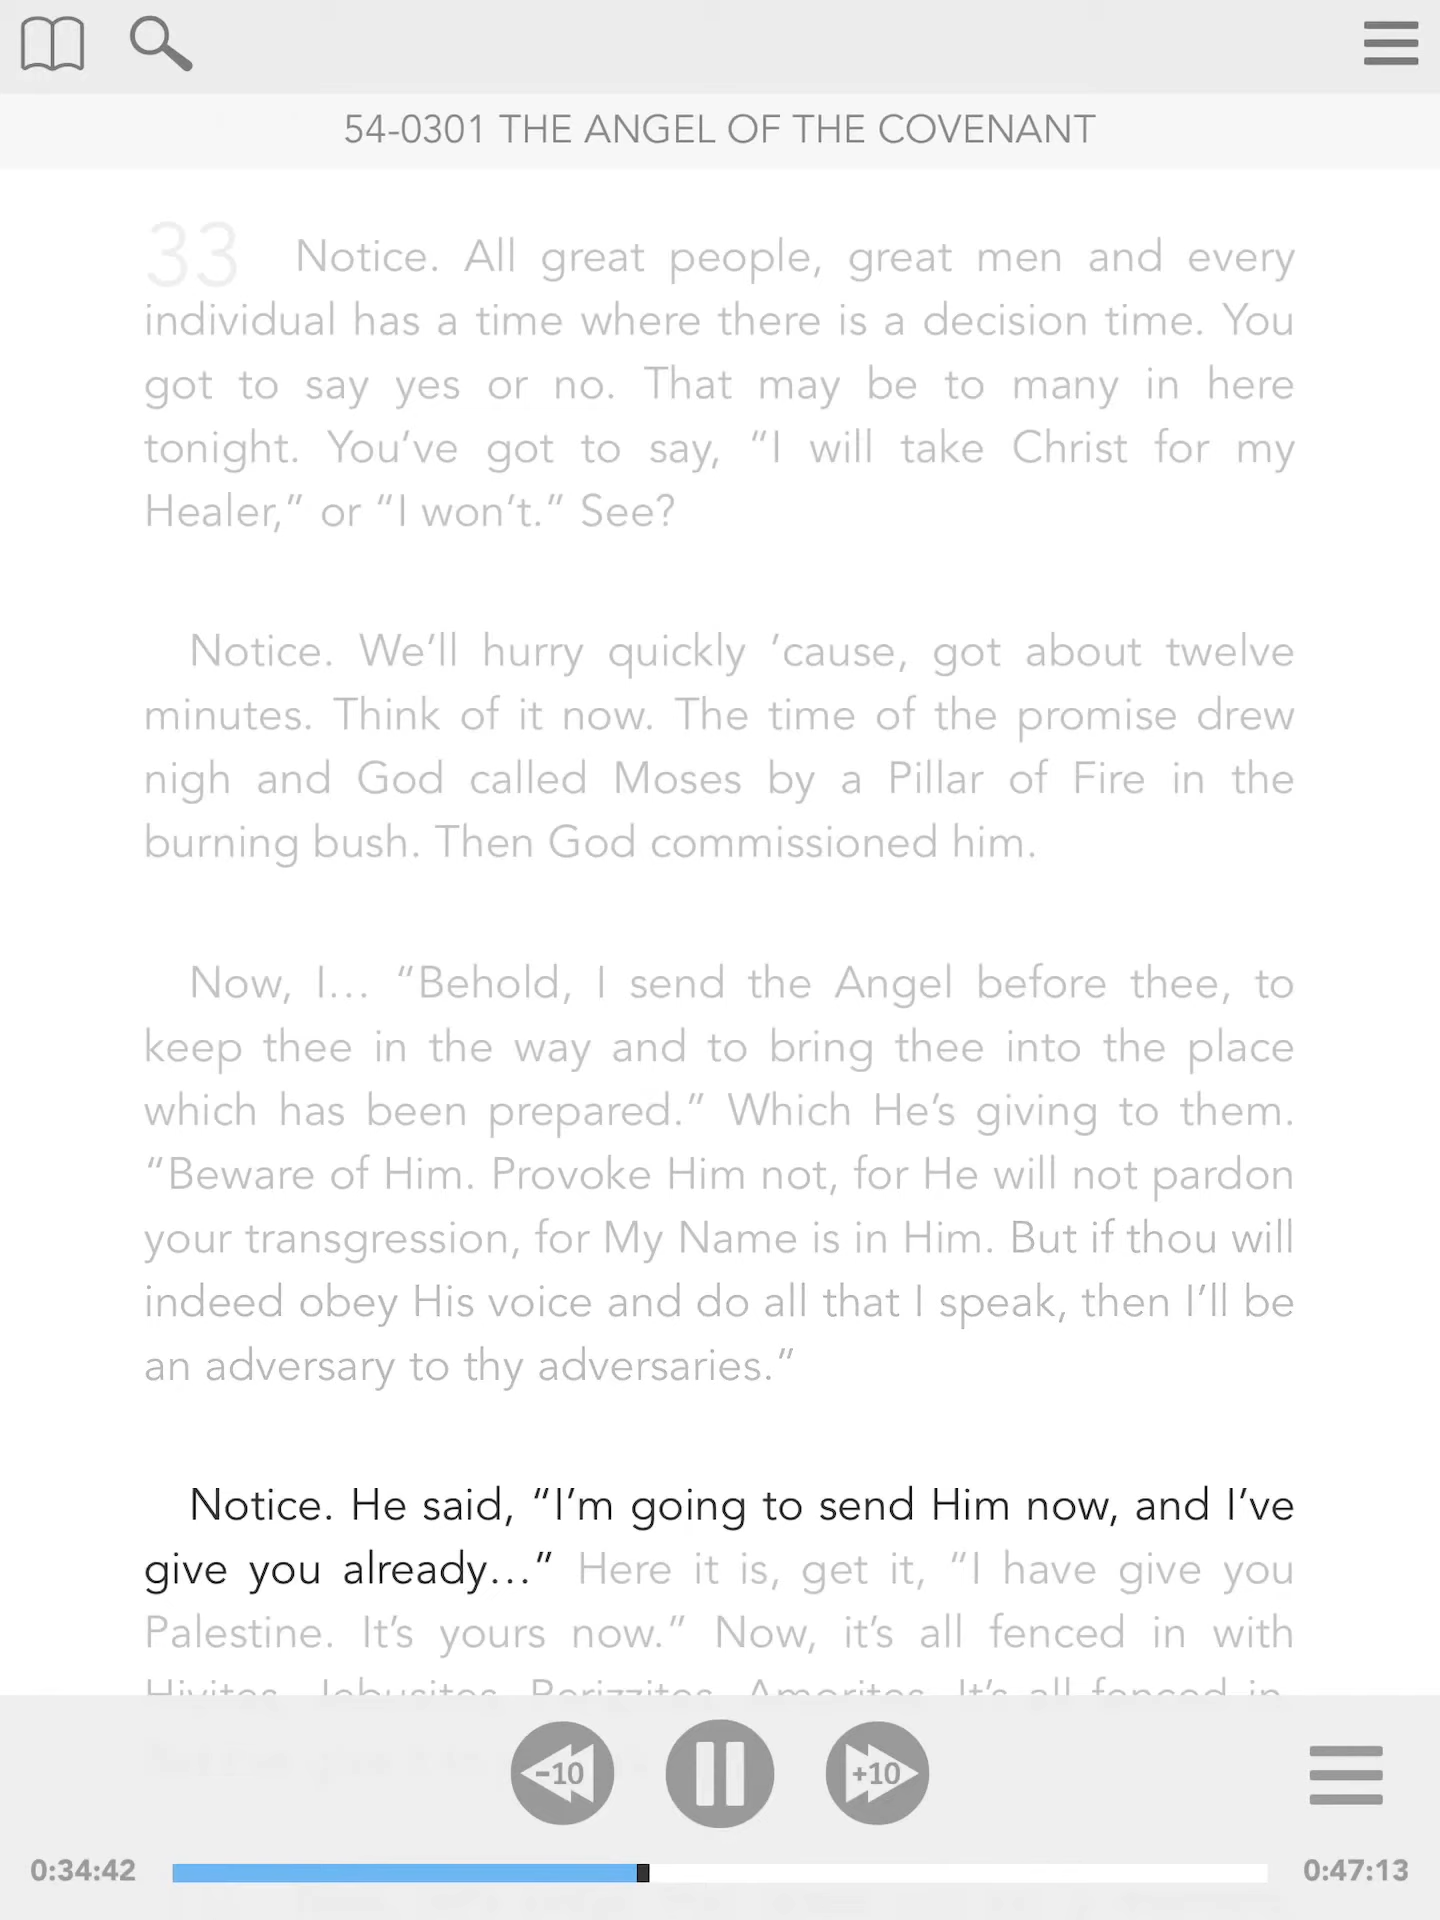 54-0301 THE ANGEL OF THE COVENANT
33 Notice. All great people, great men and every
individual has a time where there is a decision time. You
got to say yes or no. That may be to many in here
tonight. You’ve got to say, “I will take Christ for my
Healer,” or “I won’t.” See?
Notice. We’ll hurry quickly ’cause, got about twelve
minutes. Think of it now. The time of the promise drew
nigh and God called Moses by a Pillar of Fire in the
burning bush. Then God commissioned him.
Now, I... “Behold, I send the Angel before thee, to
keep thee in the way and to bring thee into the place
which has been prepared.” Which He’s giving to them.
“Beware of Him. Provoke Him not, for He will not pardon
your transgression, for My Name is in Him. But if thou will
indeed obey His voice and do all that I speak, then I’ll be
an adversary to thy adversaries.”
Notice. He said, “I’m going to send Him now, and I’ve
give you already...” Here it is, get it, “I have give you
Palestine. It’s yours now.” Now, it’s all fenced in with
Hivites, Jebusites, Perizzites, Amorites. It’s all fenced in.
-10 +10
0:34:42 0:47:13